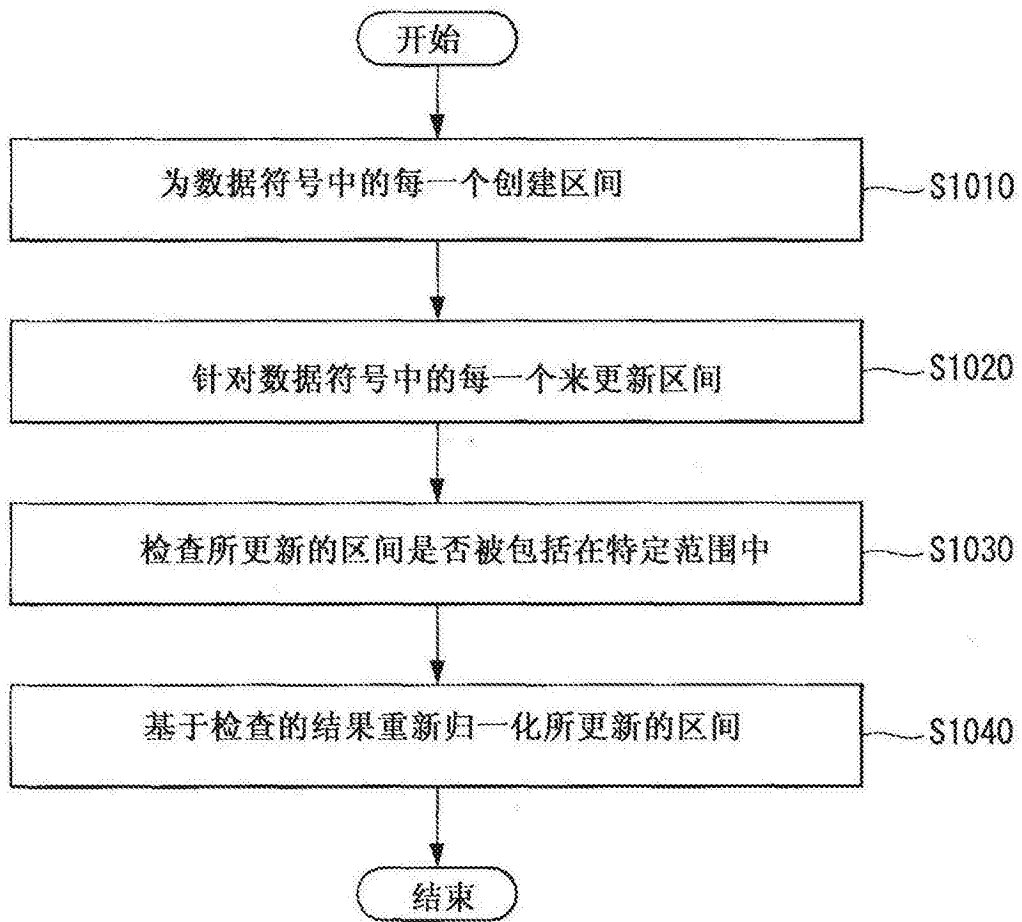 开始
为数据符号中的每一个创建区间
S1010
针对数据符号中的每一个来更新区间
S1020
检查所更新的区间是否被包括在特定范围中
S1030
基于检查的结果重新归一化所更新的区间
S1040
结束